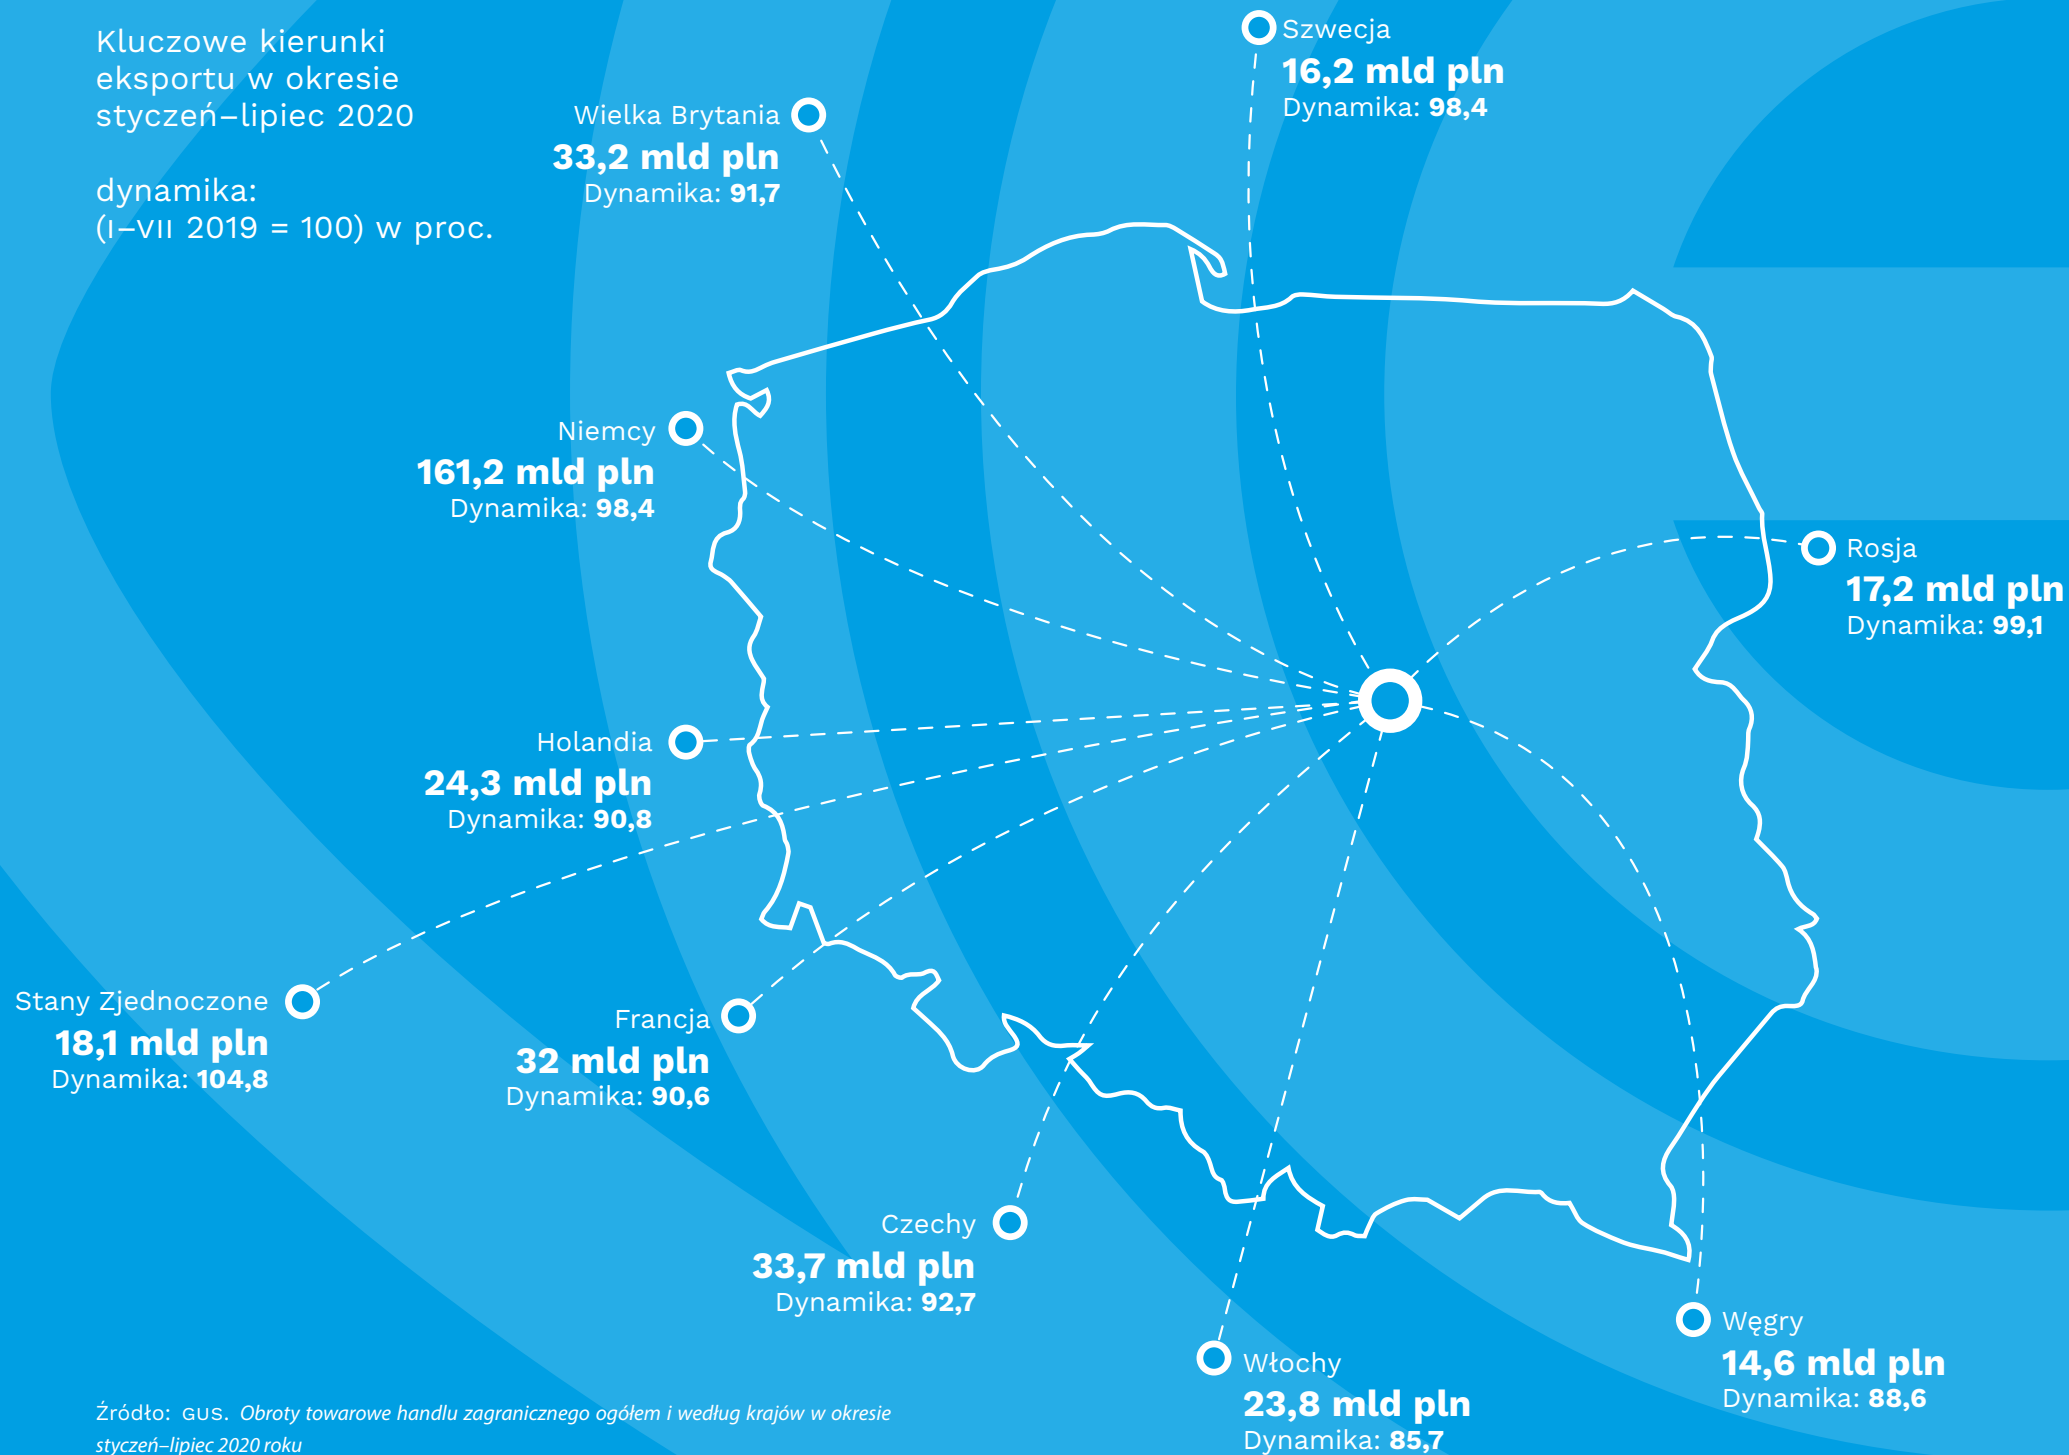 Kluczowe kierunki
eksportu w okresie
styczeń–lipiec 2020
dynamika:
(I–VII 2019 = 100) w proc.
Szwecja
16,2 mld pln
Dynamika: 98,4
Wielka Brytania
33,2 mld pln
Dynamika: 91,7
Niemcy
161,2 mld pln
Dynamika: 98,4
Rosja
17,2 mld pln
Dynamika: 99,1
Holandia
24,3 mld pln
Dynamika: 90,8
Stany Zjednoczone
18,1 mld pln
Dynamika: 104,8
Francja
32 mld pln
Dynamika: 90,6
Czechy
33,7 mld pln
Dynamika: 92,7
Włochy
23,8 mld pln
Dynamika: 85,7
Węgry
14,6 mld pln
Dynamika: 88,6
Źródło: GUS. Obroty towarowe handlu zagranicznego ogółem i według krajów w okresie
styczeń–lipiec 2020 roku